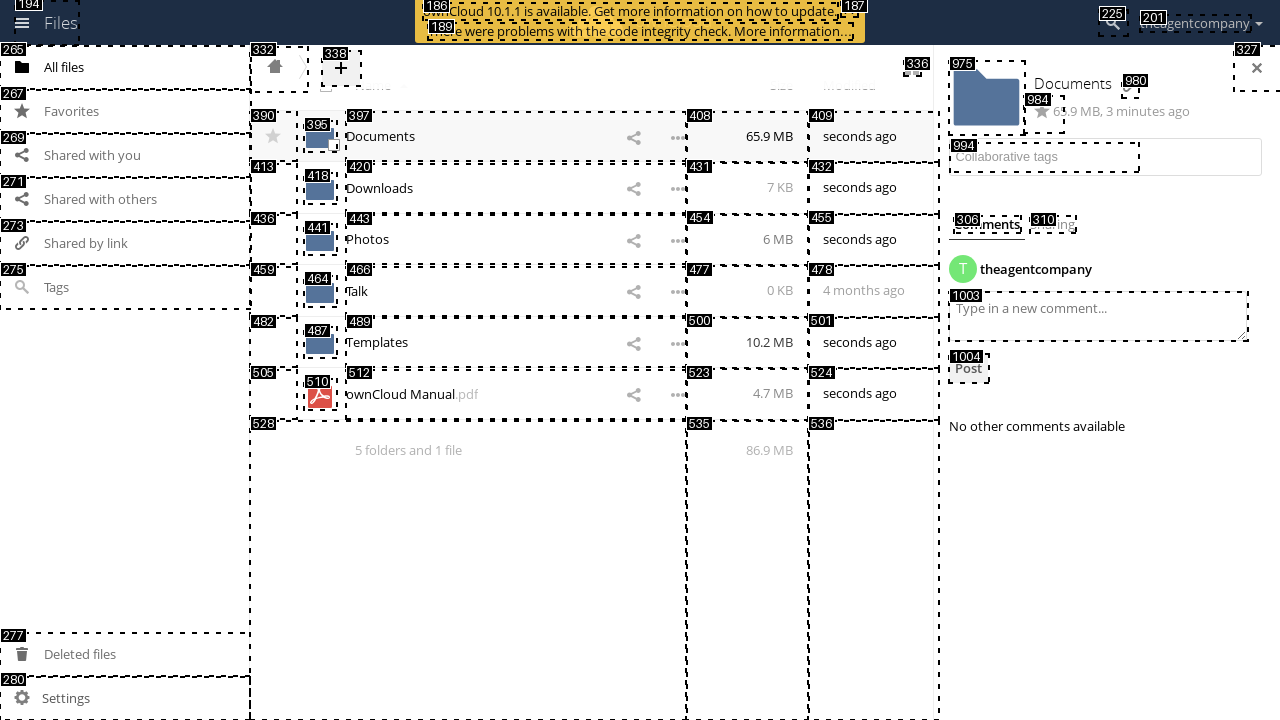 194
Files
186
ownCloud 10.1.1 is available. Get more information on how to update.
187
189
were problems with the code integrity check. More information…
225
201
theagentcompany
265
All files
267
Favorites
269
Shared with you
271
Shared with others
273
Shared by link
275
Tags
277
Deleted files
280
Settings
332
338
+
336
327
390
395
397
Documents
408
65.9 MB
409
seconds ago
413
418
420
Downloads
431
7 KB
432
seconds ago
436
441
443
Photos
454
6 MB
455
seconds ago
459
464
466
Talk
477
0 KB
478
4 months ago
482
487
489
Templates
500
10.2 MB
501
seconds ago
505
510
512
ownCloud Manual.pdf
523
4.7 MB
524
seconds ago
528
5 folders and 1 file
535
86.9 MB
536
975
Documents
980
984
65.9 MB, 3 minutes ago
994
Collaborative tags
306
Comments
310
T
theagentcompany
1003
Type in a new comment...
1004
Post
No other comments available